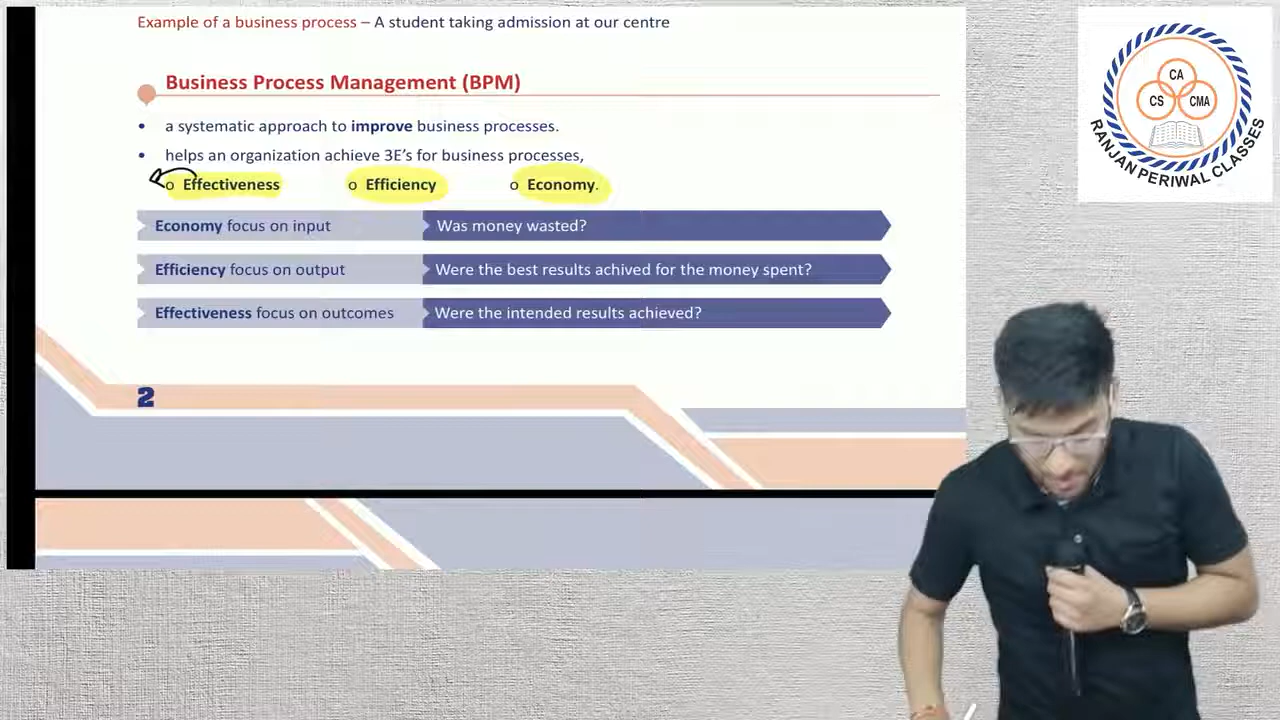 Example of a business process – A student taking admission at our centre
Business Process Management (BPM)
• a systematic approach to improve business processes.
• helps an organization achieve 3E's for business processes,
o Effectiveness o Efficiency o Economy.
Economy focus on input Was money wasted?
Efficiency focus on output Were the best results achived for the money spent?
Effectiveness focus on outcomes Were the intended results achieved?
2
CA
CS CMA
RANJAN PERIWAL CLASSES